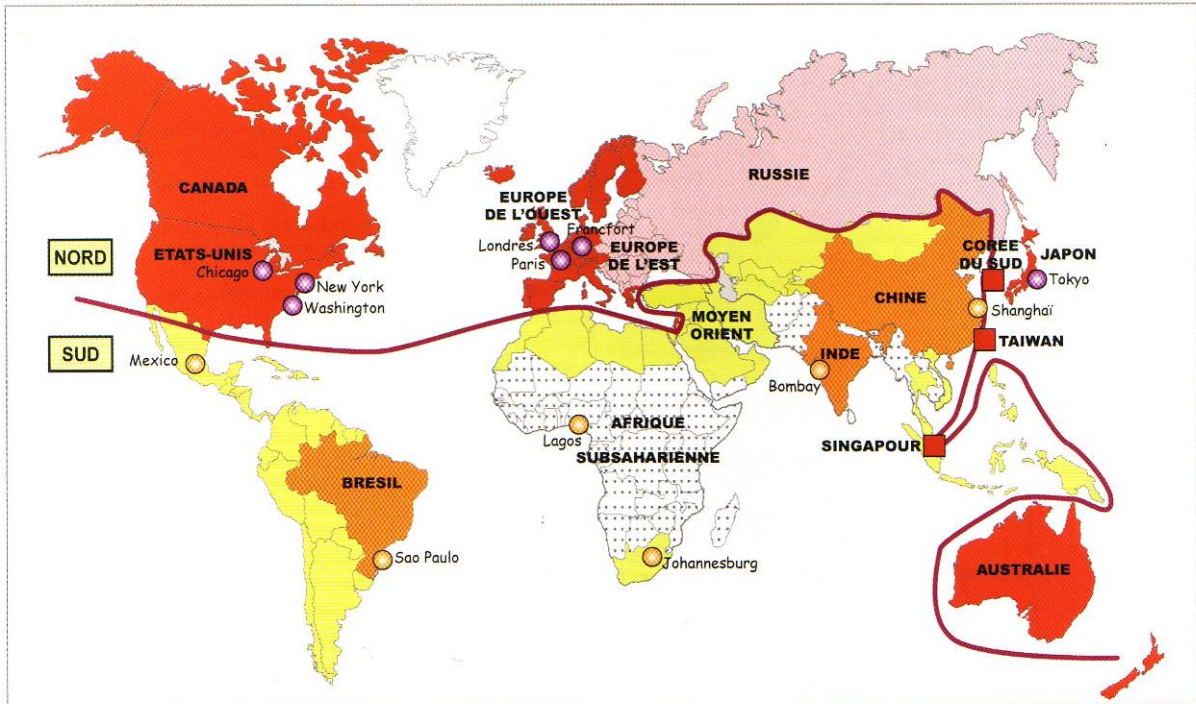 RUSSIE
CANADA
EUROPE
DE L'OUEST
Francfort
Londres
EUROPE
DE L'EST
Paris
NORD
ETATS-UNIS
Chicago
New York
Washington
COREE
DU SUD
JAPON
Tokyo
CHINE
Shanghaï
MOYEN
ORIENT
SUD
Mexico
TAIWAN
INDE
Bombay
AFRIQUE
Lagos
SUBSAHARIENNE
SINGAPOUR
BRESIL
Sao Paulo
Johannesburg
AUSTRALIE